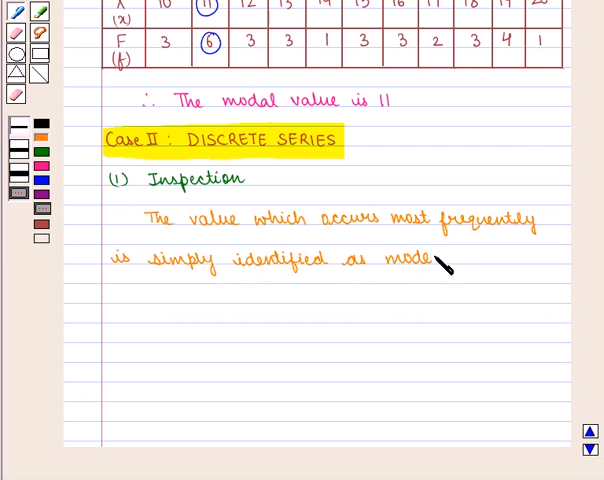 X 10 11 12 13 14 15 16 17 18 19 20
(x)
F 3 6 3 3 1 3 3 2 3 4 1
(f)
∴ The modal value is 11
Case II : DISCRETE SERIES
(1) Inspection
The value which occurs most frequently
is simply identified as mode